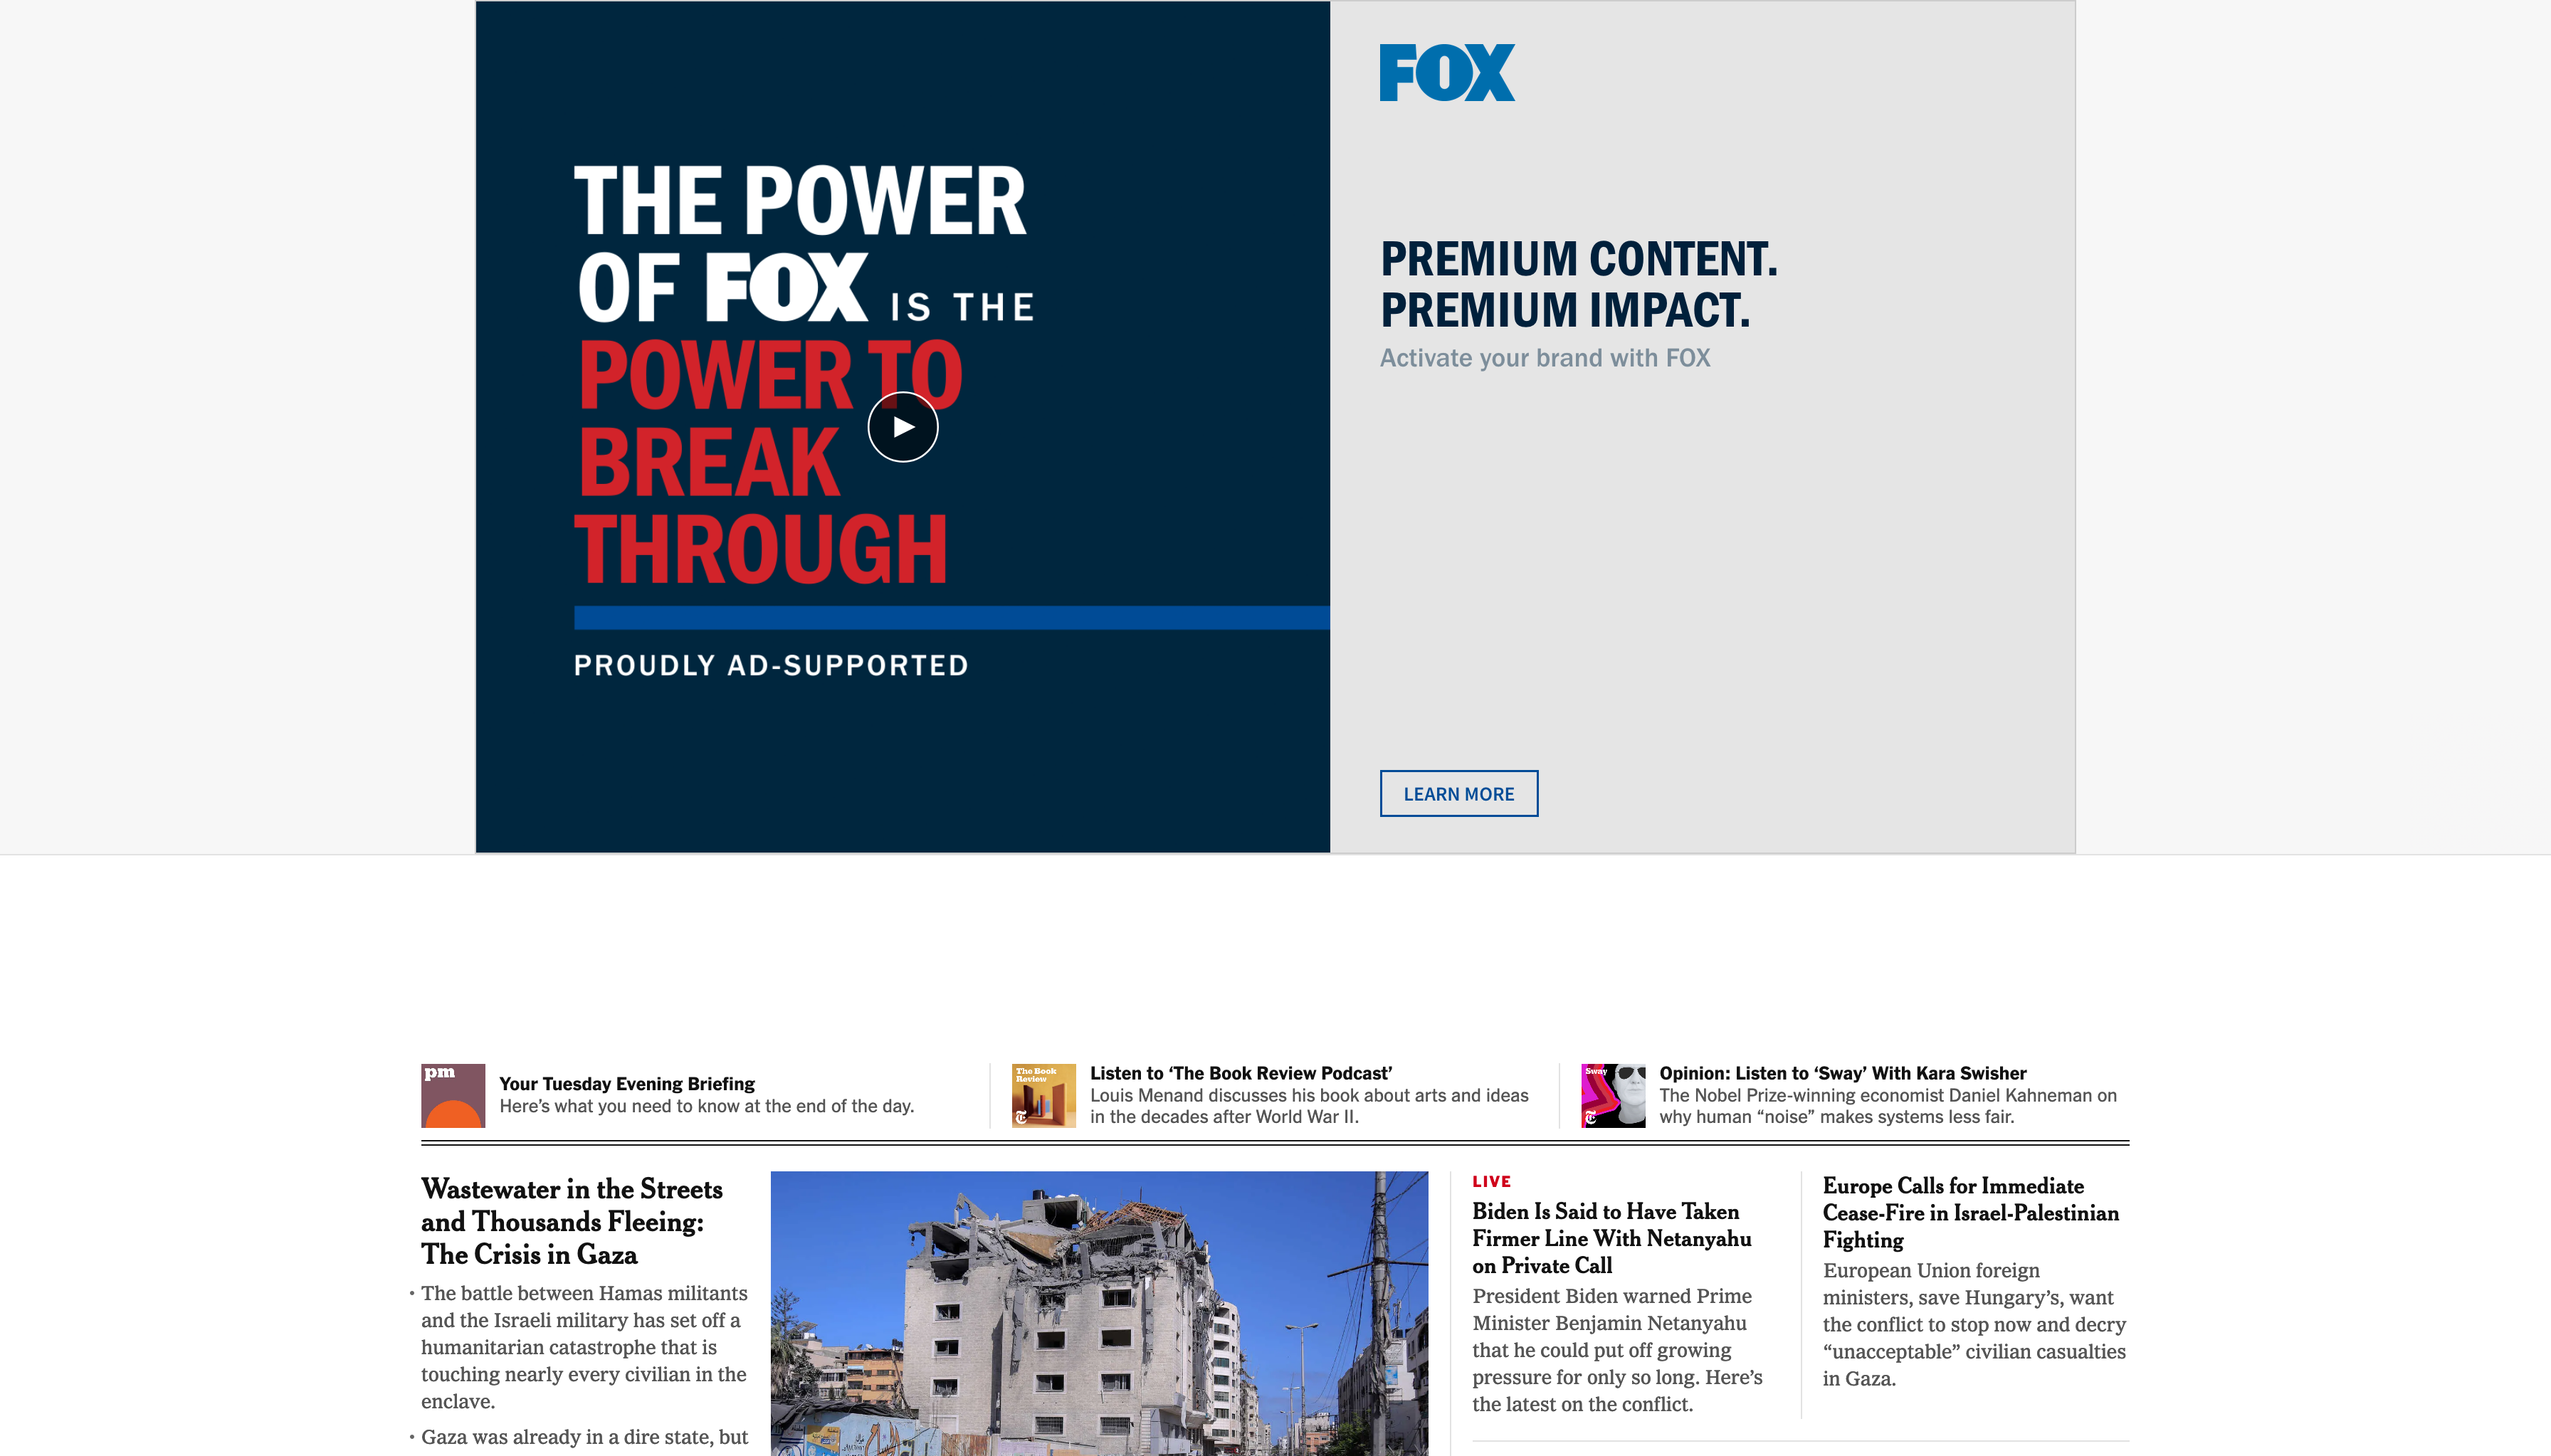 THE POWER
OF FOX IS THE
POWER TO
BREAK
THROUGH
PROUDLY AD-SUPPORTED
FOX
PREMIUM CONTENT.
PREMIUM IMPACT.
Activate your brand with FOX
LEARN MORE
pm
Your Tuesday Evening Briefing
Here’s what you need to know at the end of the day.
The Book
Review
Listen to ‘The Book Review Podcast’
Louis Menand discusses his book about arts and ideas
in the decades after World War II.
Sway
Opinion: Listen to ‘Sway’ With Kara Swisher
The Nobel Prize-winning economist Daniel Kahneman on
why human “noise” makes systems less fair.
Wastewater in the Streets
and Thousands Fleeing:
The Crisis in Gaza
• The battle between Hamas militants
and the Israeli military has set off a
humanitarian catastrophe that is
touching nearly every civilian in the
enclave.
• Gaza was already in a dire state, but
LIVE
Biden Is Said to Have Taken
Firmer Line With Netanyahu
on Private Call
President Biden warned Prime
Minister Benjamin Netanyahu
that he could put off growing
pressure for only so long. Here’s
the latest on the conflict.
Europe Calls for Immediate
Cease-Fire in Israel-Palestinian
Fighting
European Union foreign
ministers, save Hungary’s, want
the conflict to stop now and decry
“unacceptable” civilian casualties
in Gaza.